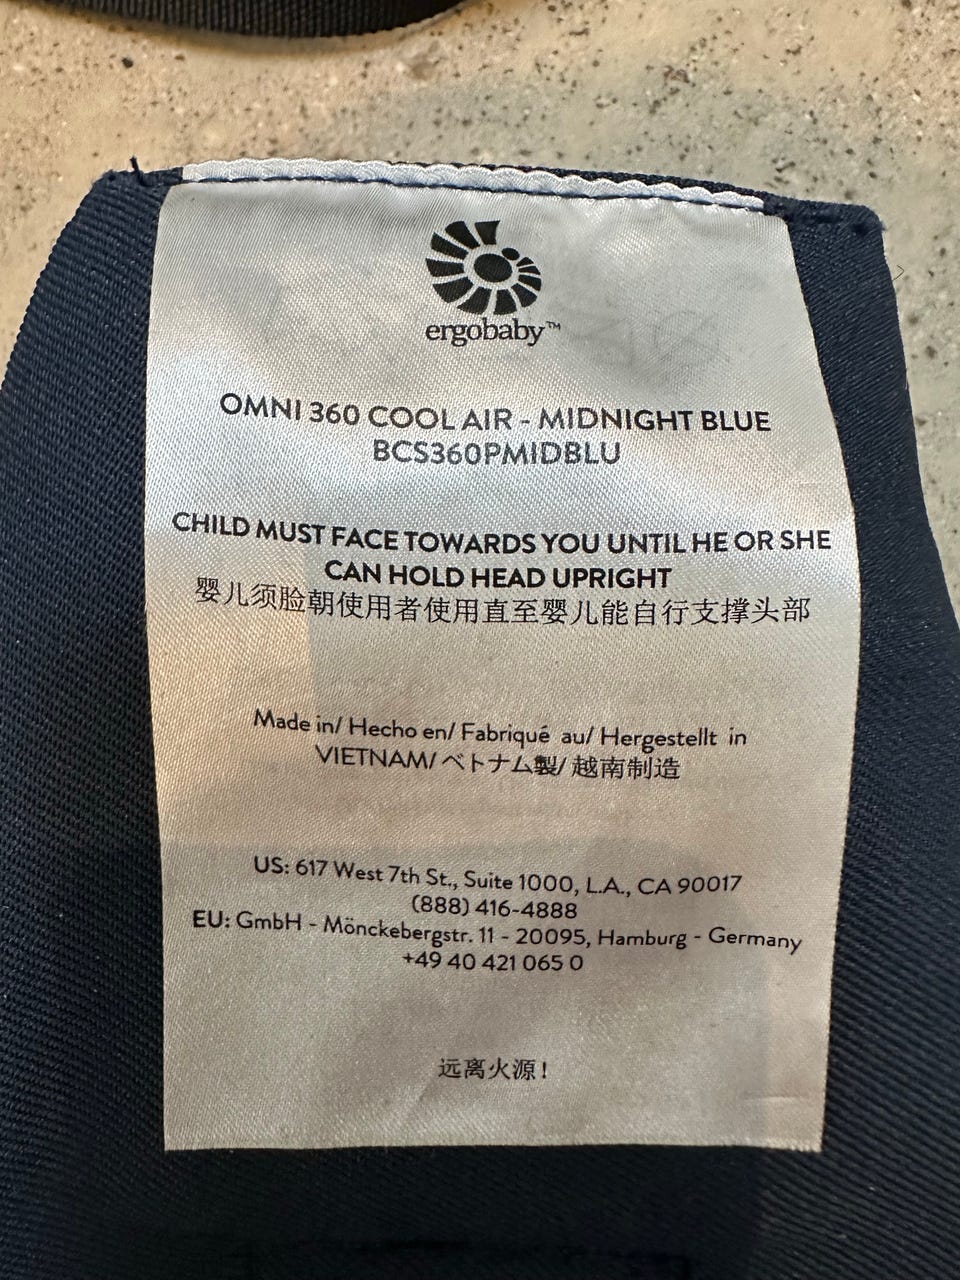 ergobaby™
OMNI 360 COOL AIR - MIDNIGHT BLUE
BCS360PMIDBLU
CHILD MUST FACE TOWARDS YOU UNTIL HE OR SHE
CAN HOLD HEAD UPRIGHT
婴儿须脸朝使用者使用直至婴儿能自行支撑头部
Made in/ Hecho en/ Fabriqué au/ Hergestellt in
VIETNAM/ ベトナム製/ 越南制造
US: 617 West 7th St., Suite 1000, L.A., CA 90017
(888) 416-4888
EU: GmbH - Mönckebergstr. 11 - 20095, Hamburg - Germany
+49 40 421 065 0
远离火源!